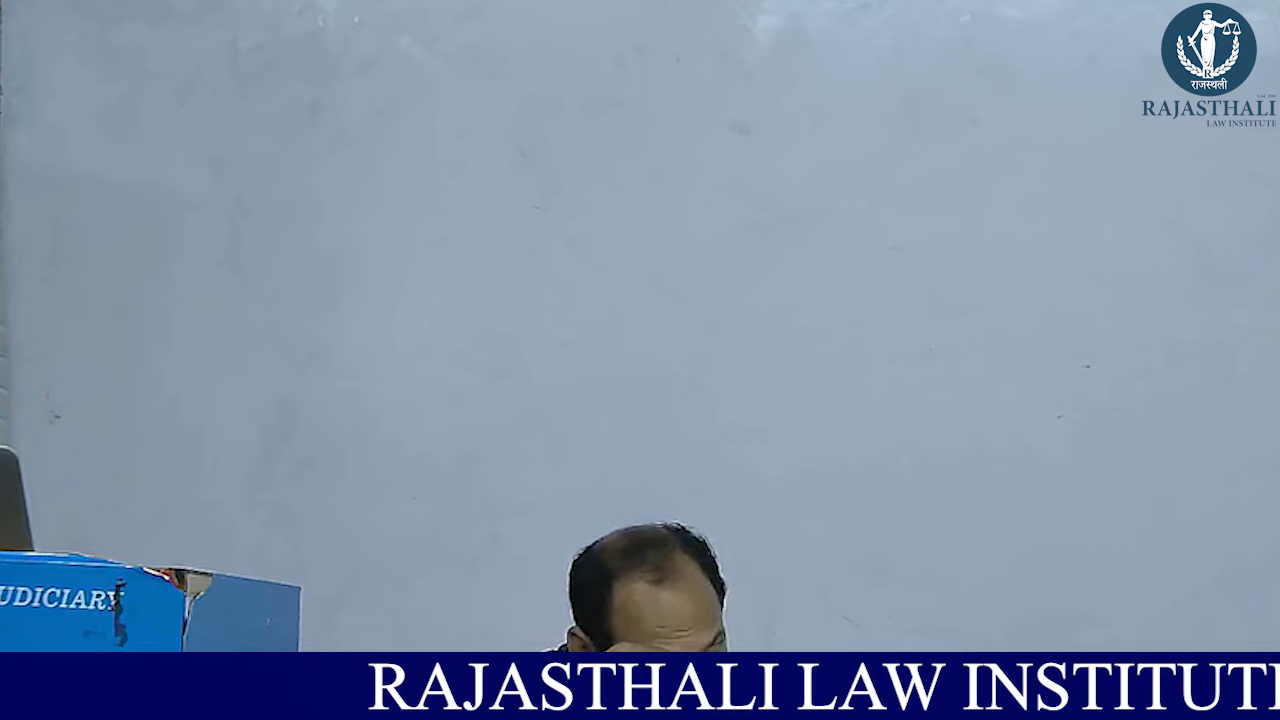 राजस्थली
RAJASTHALI
LAW INSTITUTE
UDICIARY
RAJASTHALI LAW INSTITUT